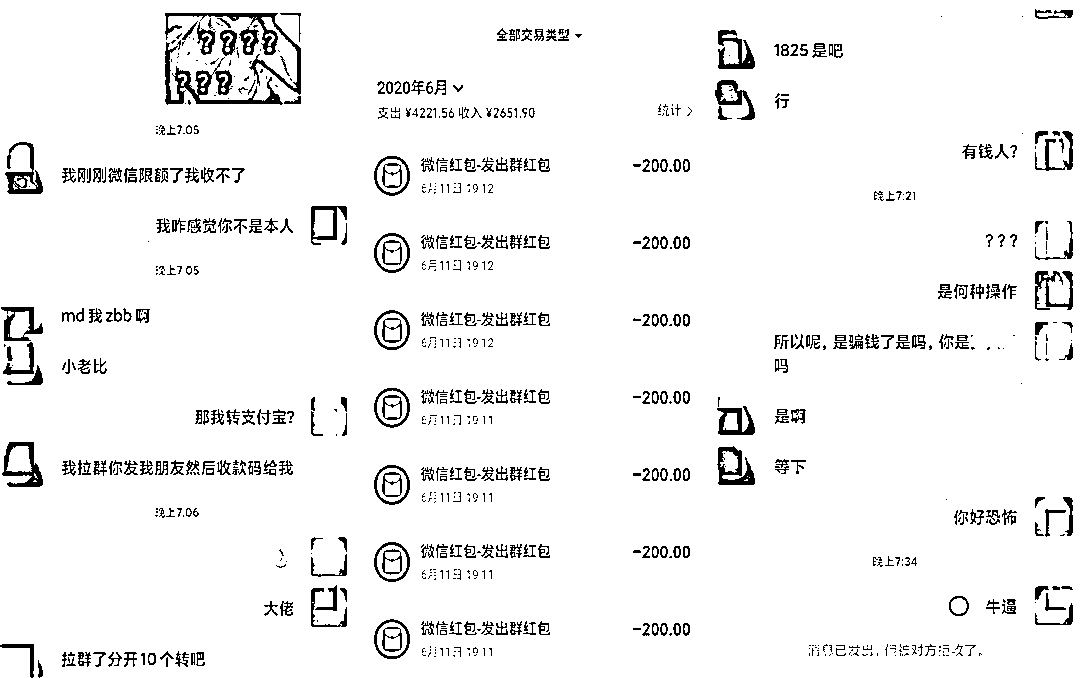 ? ? ? ?
? ? ?
晚上7:05
我刚刚微信限额了我收不了
我咋感觉你不是本人
晚上7:05
md 我 zbb 啊
小老比
那我转支付宝?
我拉群你发我朋友然后收款码给我
晚上7:06
大佬
拉群了分开10个转吧
全部交易类型
2020年6月
支出 ¥4221.56 收入 ¥2651.90
统计
微信红包-发出群红包
-200.00
6月11日 19:12
微信红包-发出群红包
-200.00
6月11日 19:12
微信红包-发出群红包
-200.00
6月11日 19:12
微信红包-发出群红包
-200.00
6月11日 19:11
微信红包-发出群红包
-200.00
6月11日 19:11
微信红包-发出群红包
-200.00
6月11日 19:11
微信红包-发出群红包
-200.00
6月11日 19:11
1825 是吧
行
有钱人?
晚上7:21
? ? ?
是何种操作
所以呢, 是骗钱了是吗, 你是
吗
是啊
等下
你好恐怖
晚上7:34
牛逼
消息已发出, 但被对方拒收了。